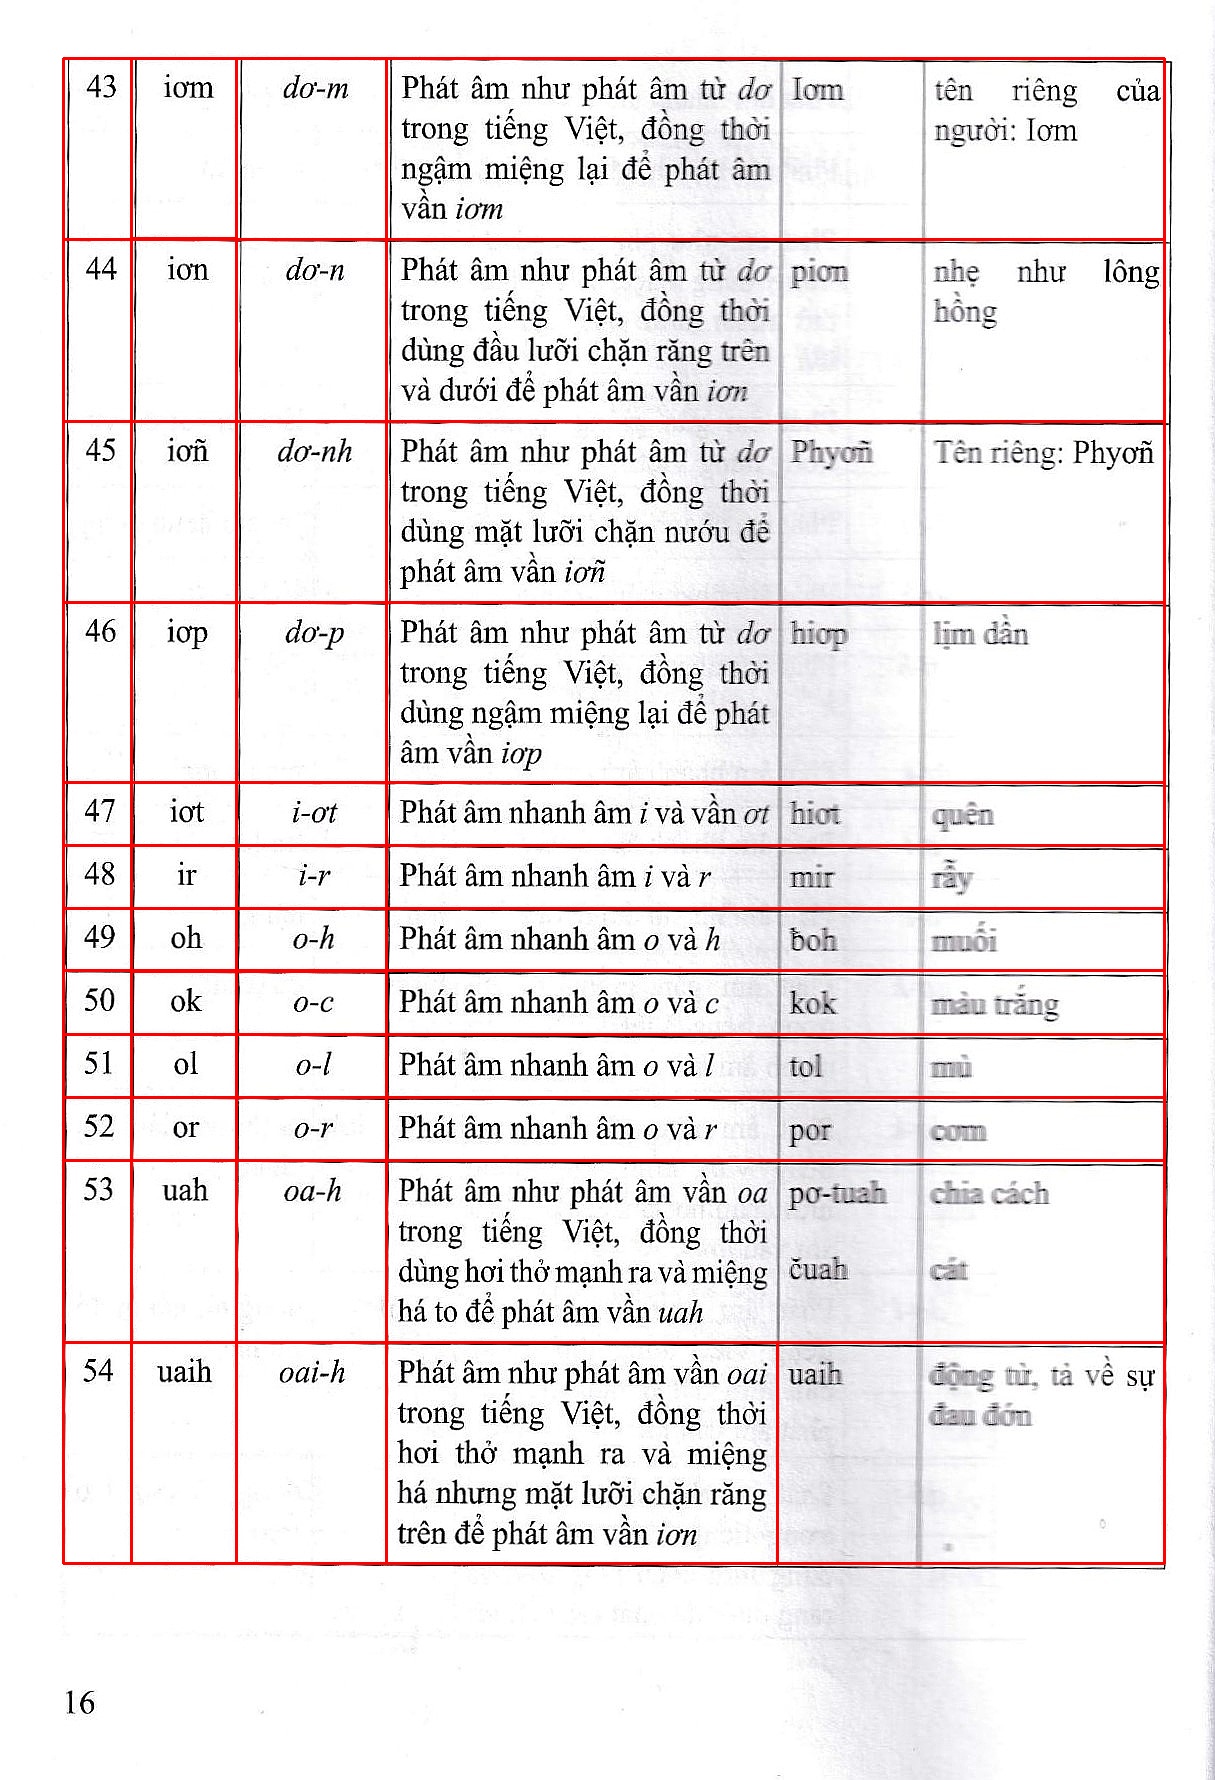 43 iơm dơ-m Phát âm như phát âm từ dơ Iơm tên riêng của
trong tiếng Việt, đồng thời người: Iơm
ngậm miệng lại để phát âm
vần iơm
44 iơn dơ-n Phát âm như phát âm từ dơ piơn nhẹ như lông
trong tiếng Việt, đồng thời hồng
dùng đầu lưỡi chặn răng trên
và dưới để phát âm vần iơn
45 iơñ dơ-nh Phát âm như phát âm từ dơ Phyơñ Tên riêng: Phyơñ
trong tiếng Việt, đồng thời
dùng mặt lưỡi chặn nướu để
phát âm vần iơñ
46 iơp dơ-p Phát âm như phát âm từ dơ hiơp lịm dần
trong tiếng Việt, đồng thời
dùng ngậm miệng lại để phát
âm vần iơp
47 iơt i-ơt Phát âm nhanh âm i và vần ơt hiơt quên
48 ir i-r Phát âm nhanh âm i và r mir rẫy
49 oh o-h Phát âm nhanh âm o và h ƀoh muối
50 ok o-c Phát âm nhanh âm o và c kok màu trắng
51 ol o-l Phát âm nhanh âm o và l tol mù
52 or o-r Phát âm nhanh âm o và r por cơm
53 uah oa-h Phát âm như phát âm vần oa pơ-tuah chia cách
trong tiếng Việt, đồng thời
dùng hơi thở mạnh ra và miệng čuah cát
há to để phát âm vần uah
54 uaih oai-h Phát âm như phát âm vần oai uaih động từ, tả về sự
trong tiếng Việt, đồng thời đau đớn
hơi thở mạnh ra và miệng
há nhưng mặt lưỡi chặn răng
trên để phát âm vần iơn
16